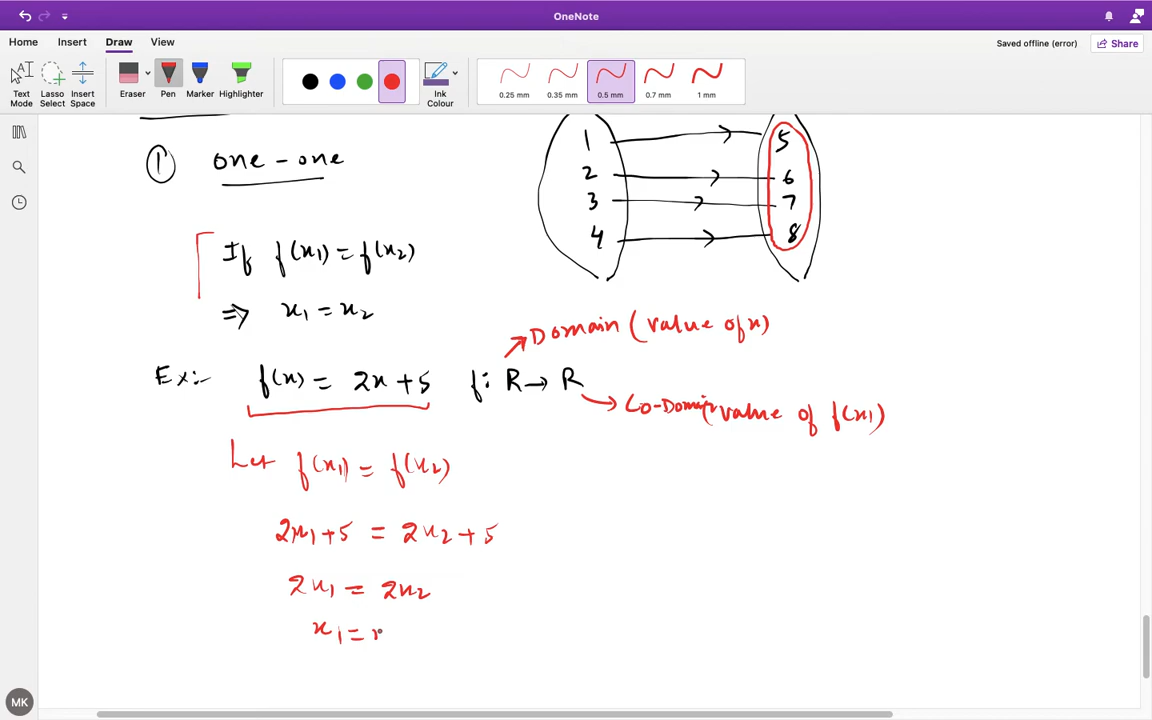 OneNote
Home Insert Draw View
Saved offline (error) Share
Eraser Pen Marker Highlighter
Text Mode Lasso Select Insert Space
0.25 mm 0.35 mm 0.5 mm 0.7 mm 1 mm
Ink Colour
① one-one
1 5
2 6
3 7
4 8
If f(x₁) = f(x₂)
⇒ x₁ = x₂
Domain (value of x)
Ex:- f(x) = 2x + 5 f: R → R
Co-Domain value of f(x)
Let f(x₁) = f(x₂)
2x₁ + 5 = 2x₂ + 5
2x₁ = 2x₂
x₁ =
MK